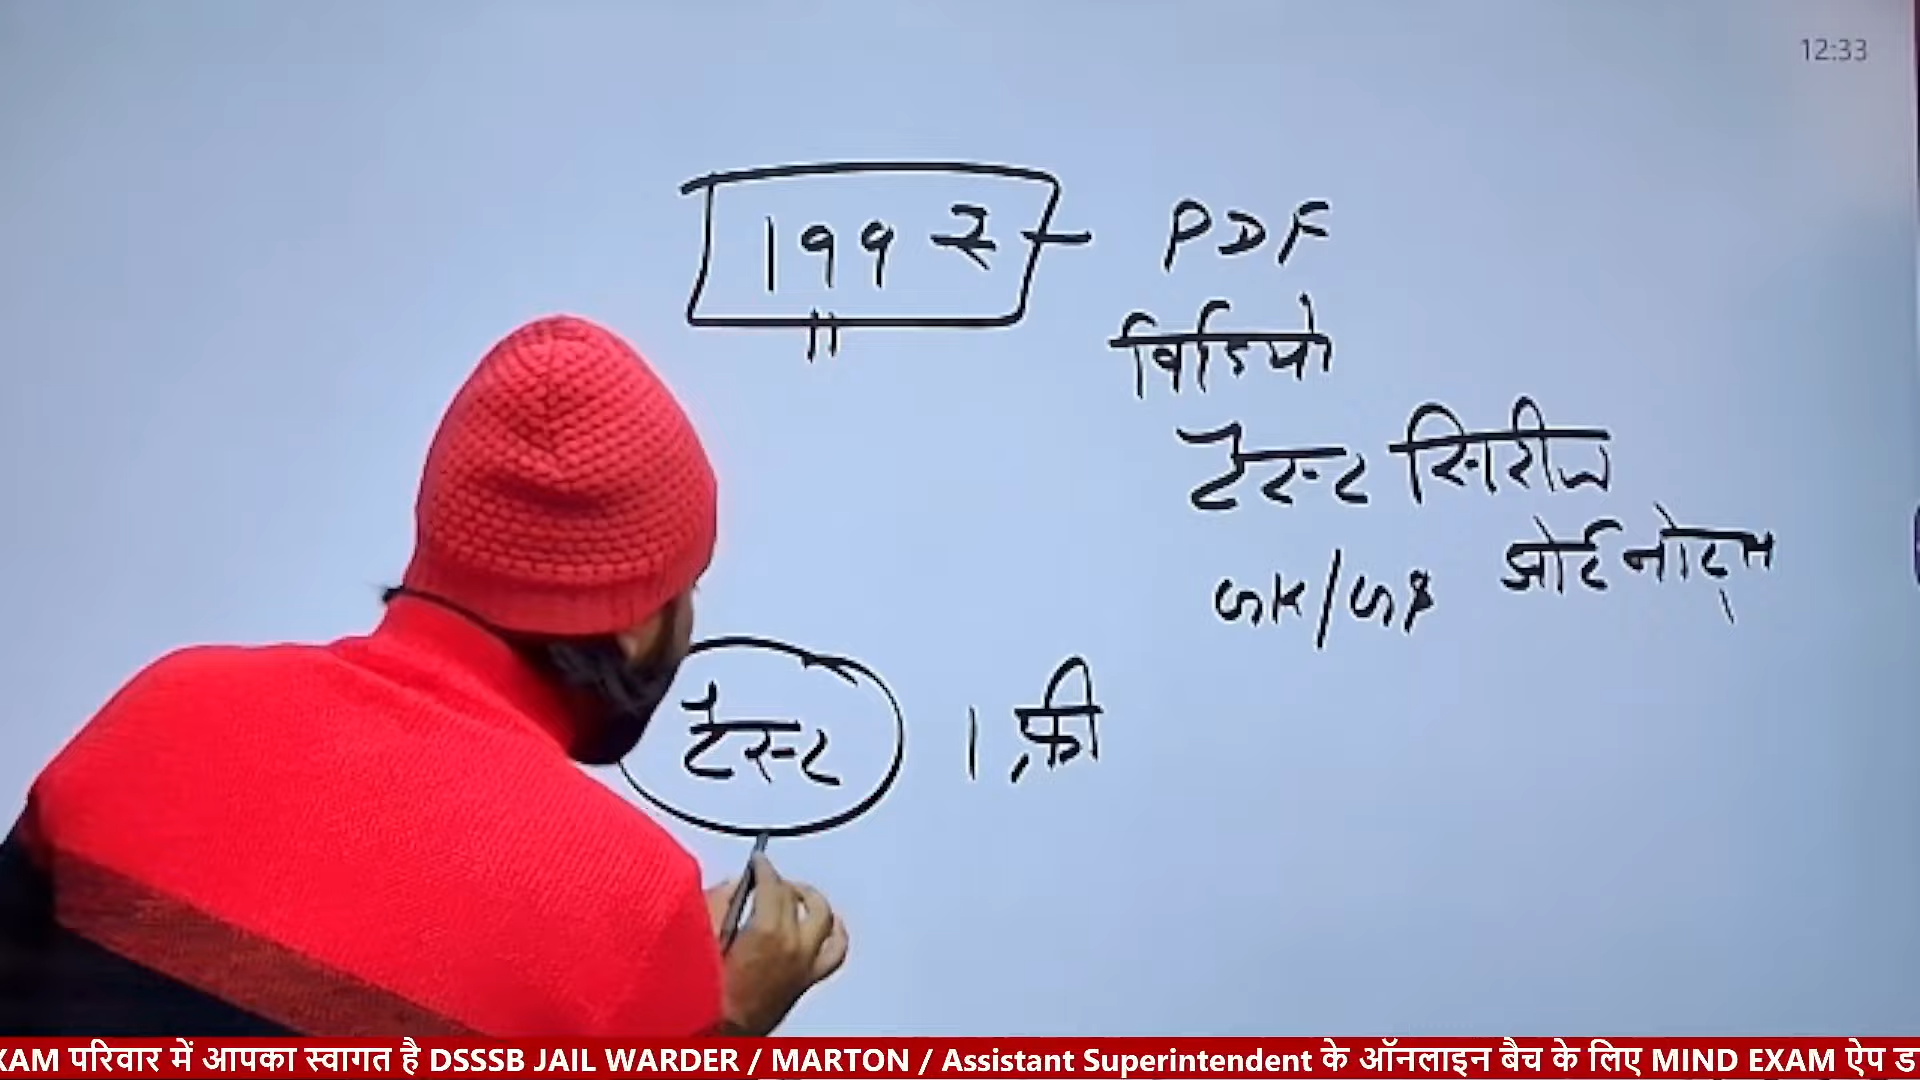 12:33
199 रु
PDF
विडियो
टैस्ट सिरीज
GK/GS शोर्ट नोट्स
टैस्ट 1 फ्री
XAM परिवार में आपका स्वागत है DSSSB JAIL WARDER / MARTON / Assistant Superintendent के ऑनलाइन बैच के लिए MIND EXAM ऐप ड